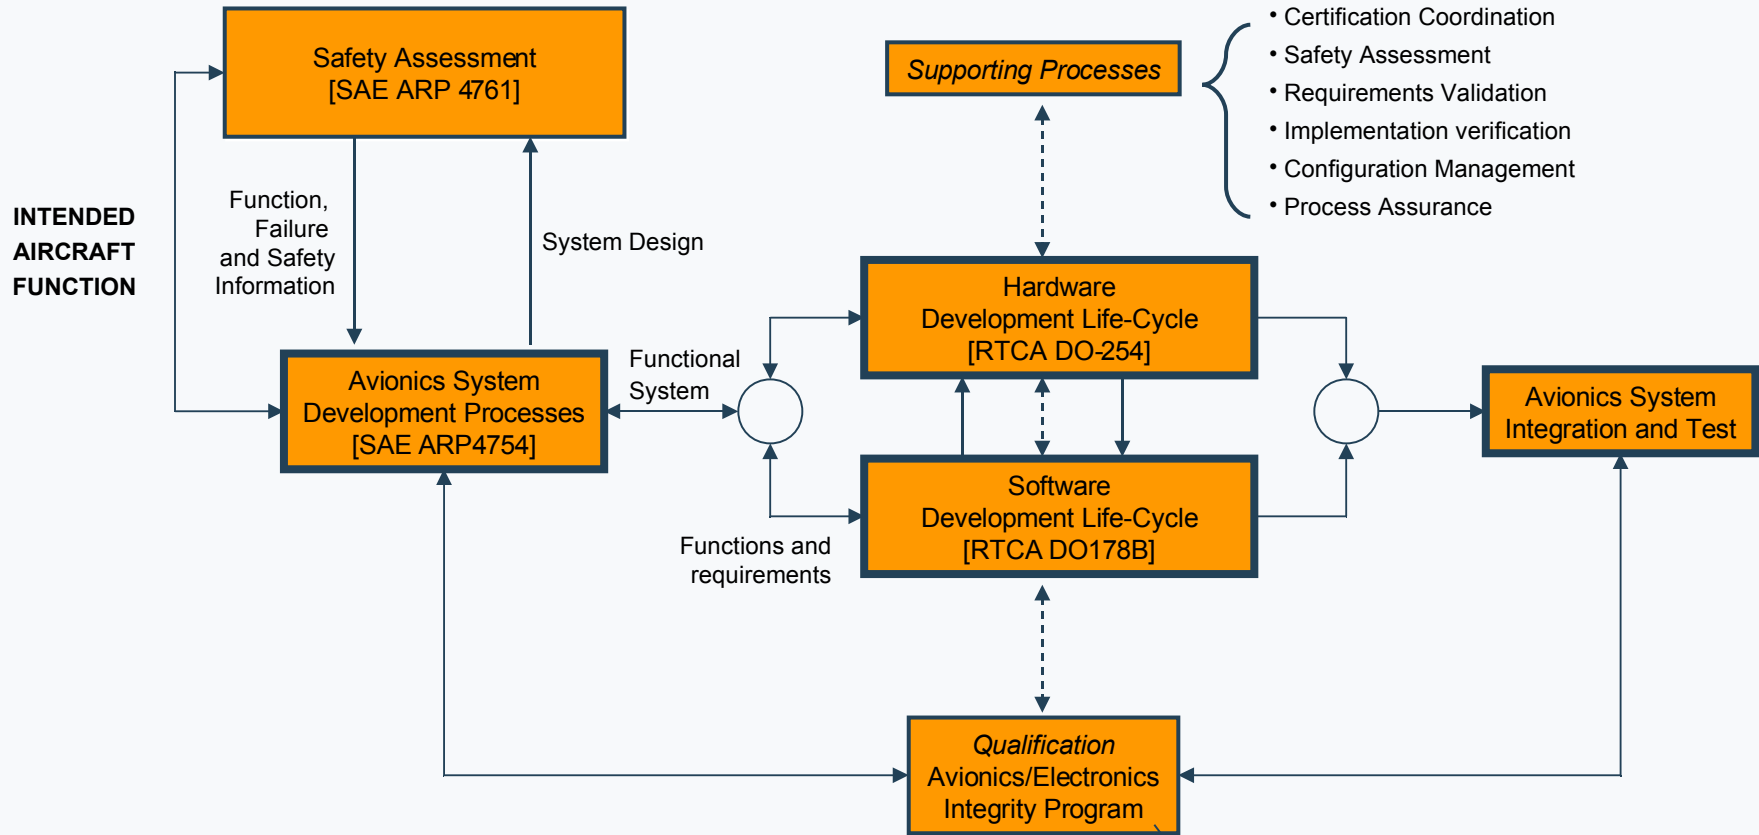 Safety Assessment
[SAE ARP 4761]
Supporting Processes
• Certification Coordination
• Safety Assessment
• Requirements Validation
• Implementation verification
• Configuration Management
• Process Assurance
INTENDED
AIRCRAFT
FUNCTION
Function,
Failure
and Safety
Information
System Design
Hardware
Development Life-Cycle
[RTCA DO-254]
Avionics System
Development Processes
[SAE ARP4754]
Functional
System
Avionics System
Integration and Test
Software
Development Life-Cycle
[RTCA DO178B]
Functions and
requirements
Qualification
Avionics/Electronics
Integrity Program